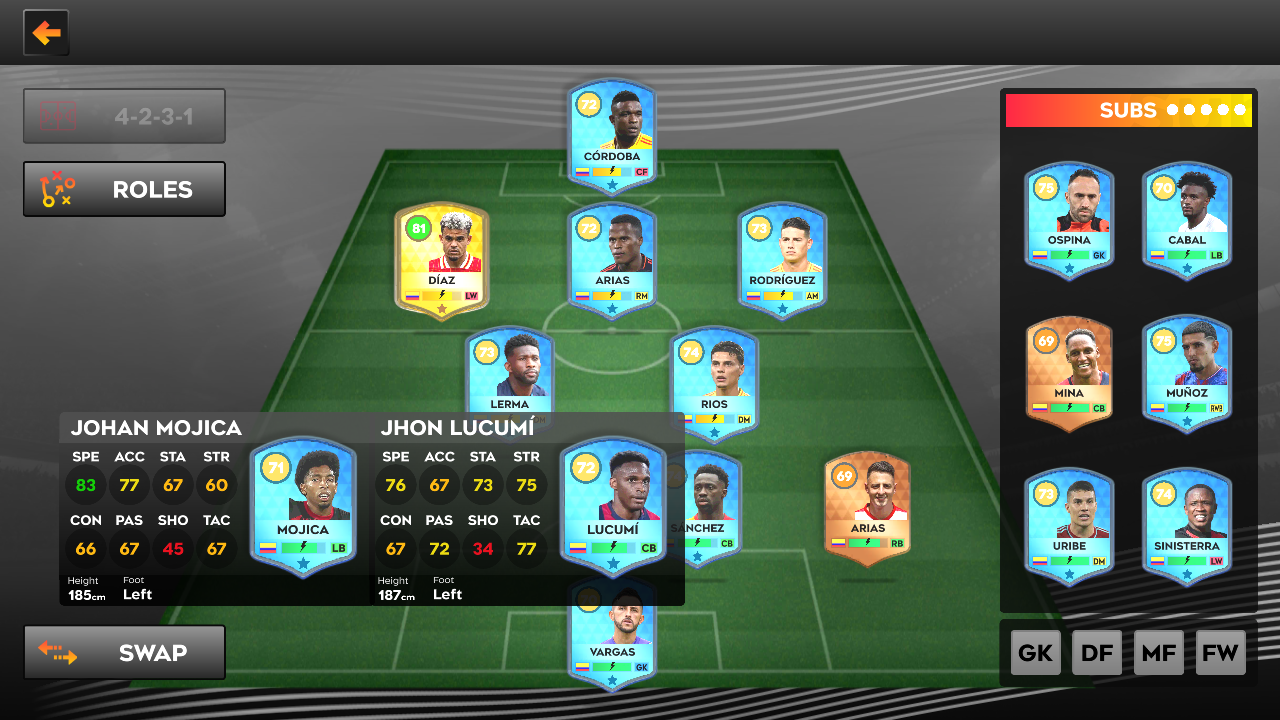 4-2-3-1
ROLES
SUBS
72
CÓRDOBA
CF
81
DÍAZ
LW
72
ARIAS
RM
73
RODRÍGUEZ
AM
73
LERMA
74
RIOS
DM
JOHAN MOJICA
SPE ACC STA STR
83 77 67 60
CON PAS SHO TAC
66 67 45 67
Height Foot
185cm Left
71
MOJICA
LB
JHON LUCUMÍ
SPE ACC STA STR
76 67 73 75
CON PAS SHO TAC
67 72 34 77
Height Foot
187cm Left
72
LUCUMÍ
CB
SÁNCHEZ
CB
69
ARIAS
RB
VARGAS
GK
75
OSPINA
GK
70
CABAL
LB
69
MINA
CB
75
MUÑOZ
RWB
73
URIBE
DM
74
SINISTERRA
LW
SWAP
GK DF MF FW